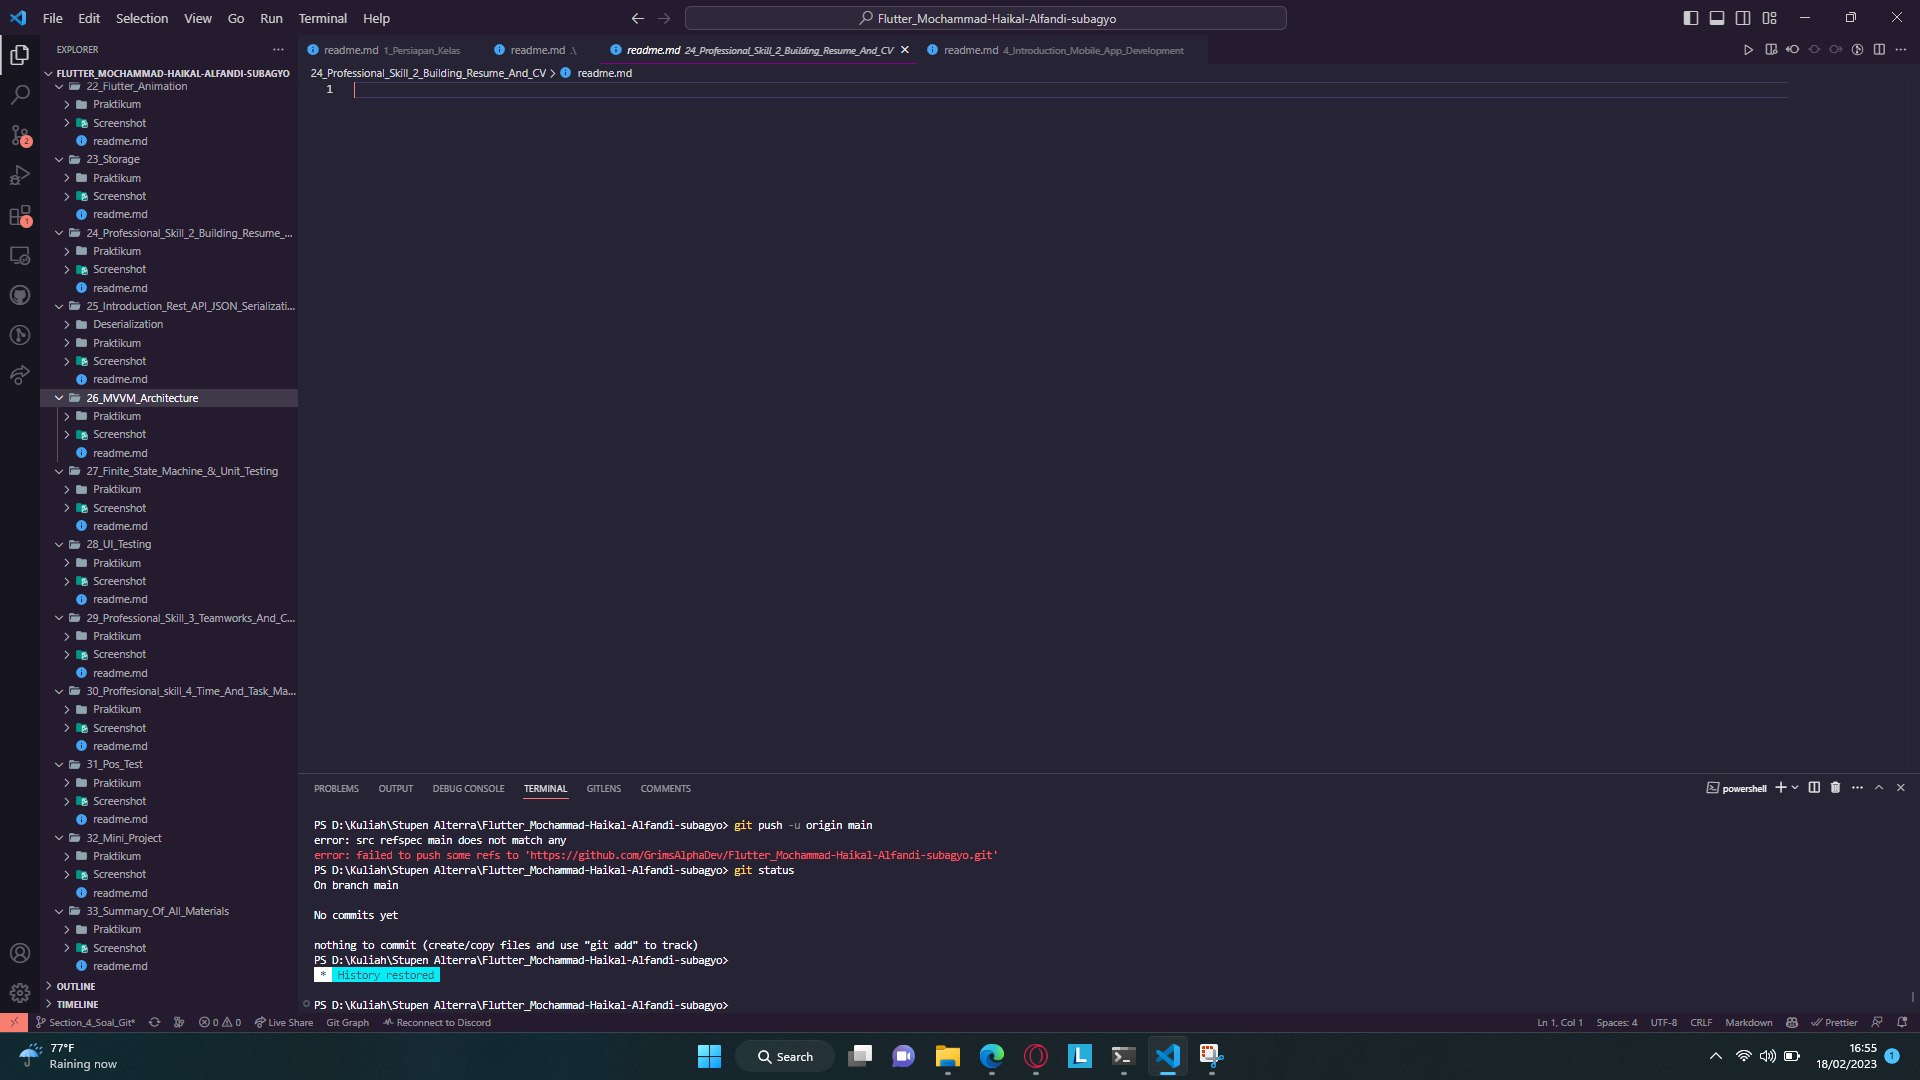 File Edit Selection View Go Run Terminal Help
Flutter_Mochammad-Haikal-Alfandi-subagyo
EXPLORER
readme.md 1_Persiapan_Kelas
readme.md .\
readme.md 24_Professional_Skill_2_Building_Resume_And_CV
readme.md 4_Introduction_Mobile_App_Development
24_Professional_Skill_2_Building_Resume_And_CV > readme.md
1
FLUTTER_MOCHAMMAD-HAIKAL-ALFANDI-SUBAGYO
22_Flutter_Animation
Praktikum
Screenshot
readme.md
23_Storage
Praktikum
Screenshot
readme.md
24_Professional_Skill_2_Building_Resume_...
Praktikum
Screenshot
readme.md
25_Introduction_Rest_API_JSON_Serializati...
Deserialization
Praktikum
Screenshot
readme.md
26_MVVM_Architecture
Praktikum
Screenshot
readme.md
27_Finite_State_Machine_&_Unit_Testing
Praktikum
Screenshot
readme.md
28_UI_Testing
Praktikum
Screenshot
readme.md
29_Professional_Skill_3_Teamworks_And_C...
Praktikum
Screenshot
readme.md
30_Proffesional_skill_4_Time_And_Task_Ma...
Praktikum
Screenshot
readme.md
31_Pos_Test
Praktikum
Screenshot
readme.md
32_Mini_Project
Praktikum
Screenshot
readme.md
33_Summary_Of_All_Materials
Praktikum
Screenshot
readme.md
OUTLINE
TIMELINE
2
1
PROBLEMS OUTPUT DEBUG CONSOLE TERMINAL GITLENS COMMENTS
powershell
PS D:\Kuliah\Stupen Alterra\Flutter_Mochammad-Haikal-Alfandi-subagyo> git push -u origin main
error: src refspec main does not match any
error: failed to push some refs to 'https://github.com/GrimsAlphaDev/Flutter_Mochammad-Haikal-Alfandi-subagyo.git'
PS D:\Kuliah\Stupen Alterra\Flutter_Mochammad-Haikal-Alfandi-subagyo> git status
On branch main
No commits yet
nothing to commit (create/copy files and use "git add" to track)
PS D:\Kuliah\Stupen Alterra\Flutter_Mochammad-Haikal-Alfandi-subagyo>
* History restored
PS D:\Kuliah\Stupen Alterra\Flutter_Mochammad-Haikal-Alfandi-subagyo>
Section_4_Soal_Git* 0 0 Live Share Git Graph Reconnect to Discord
Ln 1, Col 1 Spaces: 4 UTF-8 CRLF Markdown Prettier
77°F
Raining now
Search
L
16:55
18/02/2023
1